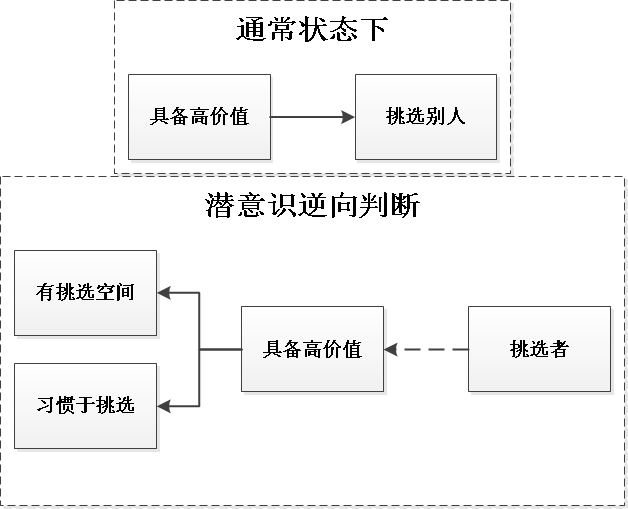 通常状态下
具备高价值
挑选别人
潜意识逆向判断
有挑选空间
具备高价值
挑选者
习惯于挑选